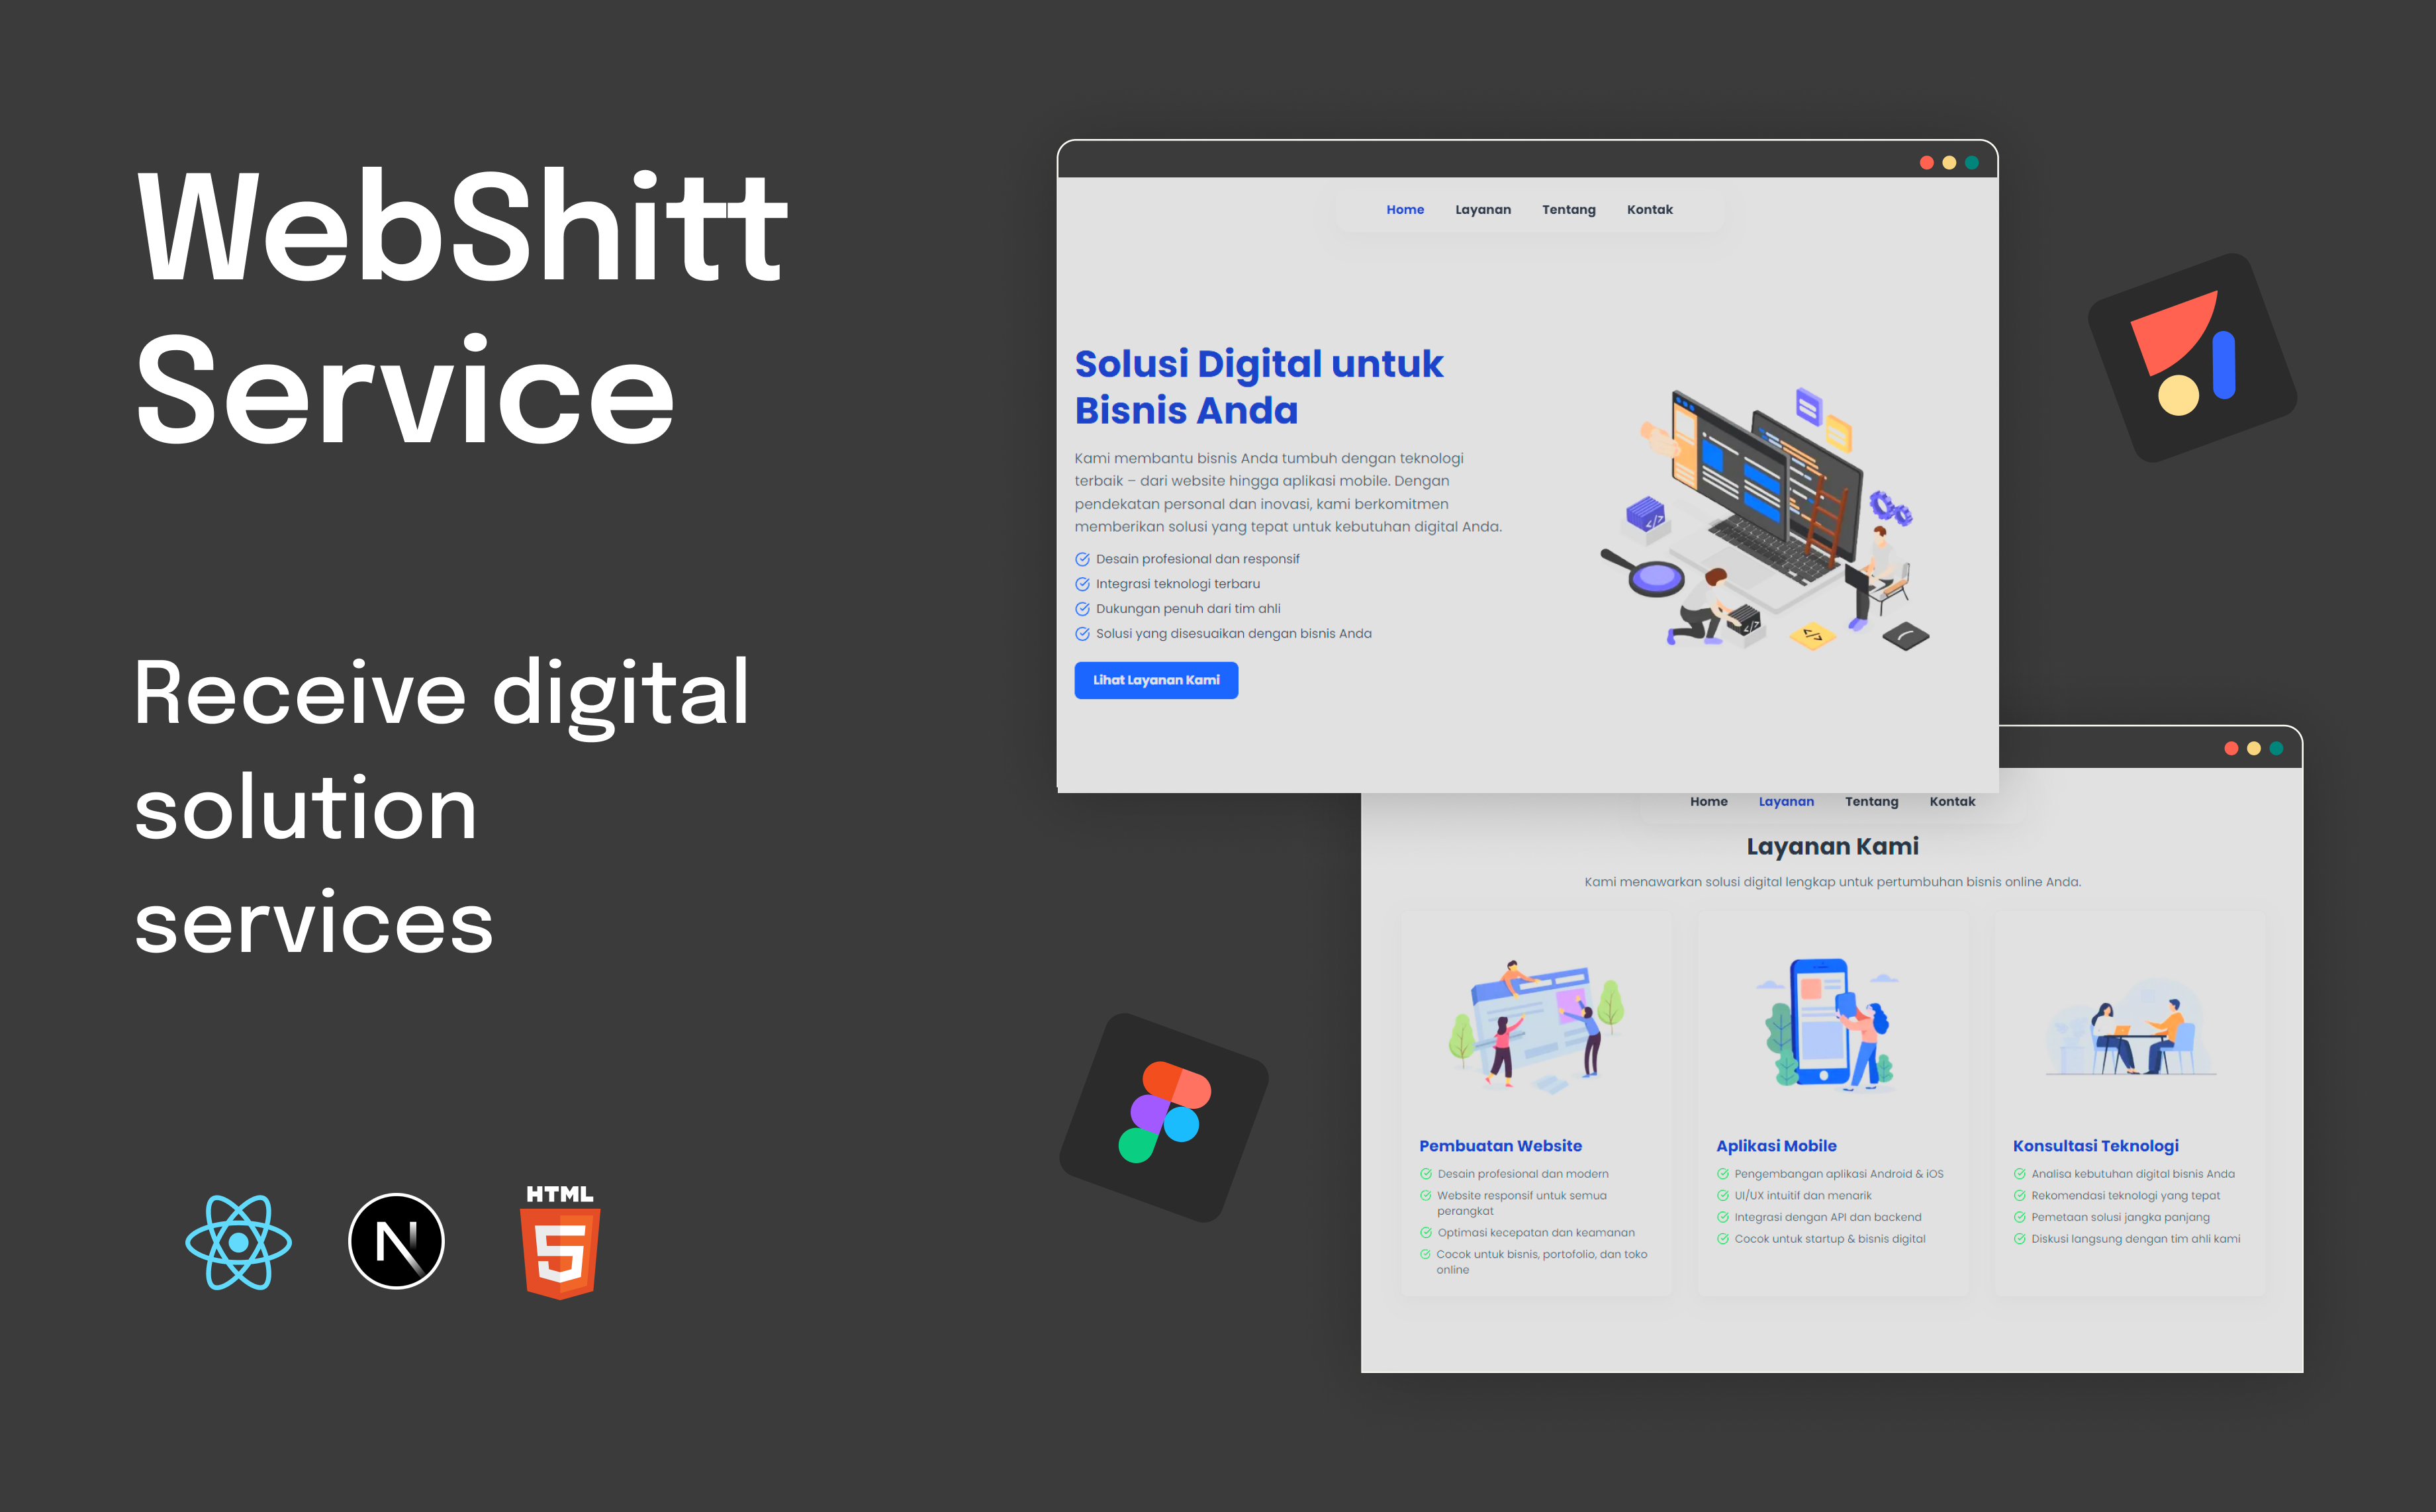 WebShitt
Service
Receive digital
solution
services
HTML
Home Layanan Tentang Kontak
Solusi Digital untuk
Bisnis Anda
Kami membantu bisnis Anda tumbuh dengan teknologi
terbaik – dari website hingga aplikasi mobile. Dengan
pendekatan personal dan inovasi, kami berkomitmen
memberikan solusi yang tepat untuk kebutuhan digital Anda.
Desain profesional dan responsif
Integrasi teknologi terbaru
Dukungan penuh dari tim ahli
Solusi yang disesuaikan dengan bisnis Anda
Lihat Layanan Kami
Home Layanan Tentang Kontak
Layanan Kami
Kami menawarkan solusi digital lengkap untuk pertumbuhan bisnis online Anda.
Pembuatan Website
Desain profesional dan modern
Website responsif untuk semua
perangkat
Optimasi kecepatan dan keamanan
Cocok untuk bisnis, portofolio, dan toko
online
Aplikasi Mobile
Pengembangan aplikasi Android & iOS
UI/UX intuitif dan menarik
Integrasi dengan API dan backend
Cocok untuk startup & bisnis digital
Konsultasi Teknologi
Analisa kebutuhan digital bisnis Anda
Rekomendasi teknologi yang tepat
Pemetaan solusi jangka panjang
Diskusi langsung dengan tim ahli kami